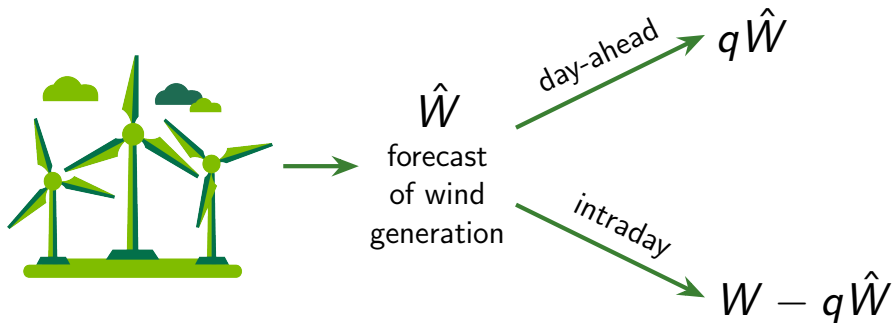 day-ahead
qŴ
Ŵ
forecast
of wind
generation
intraday
W − qŴ